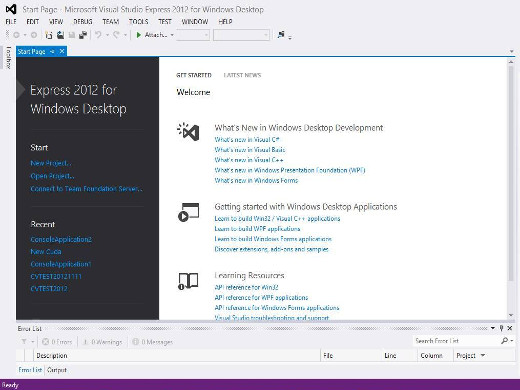 Start Page - Microsoft Visual Studio Express 2012 for Windows Desktop
FILE EDIT VIEW DEBUG TEAM TOOLS TEST WINDOW HELP
Attach...
Toolbox
Start Page
Express 2012 for
Windows Desktop
Start
New Project...
Open Project...
Connect to Team Foundation Server...
Recent
ConsoleApplication2
New Cuda
ConsoleApplication1
CVTEST20121111
CVTEST2012
GET STARTED LATEST NEWS
Welcome
What's New in Windows Desktop Development
What's new in Visual C#
What's new in Visual Basic
What's new in Visual C++
What's new in Windows Presentation Foundation (WPF)
What's new in Windows Forms
Getting started with Windows Desktop Applications
Learn to build Win32 / Visual C++ applications
Learn to build WPF applications
Learn to build Windows Forms applications
Discover extensions, add-ons and samples
Learning Resources
API reference for Win32
API reference for WPF applications
API reference for Windows Forms applications
Visual Studio troubleshooting and support
Error List
0 Errors 0 Warnings 0 Messages
Search Error List
Description File Line Column Project
Error List Output
Ready